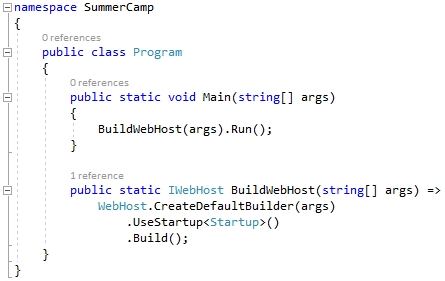 namespace SummerCamp
{
0 references
public class Program
{
0 references
public static void Main(string[] args)
{
BuildWebHost(args).Run();
}
1 reference
public static IWebHost BuildWebHost(string[] args) =>
WebHost.CreateDefaultBuilder(args)
.UseStartup<Startup>()
.Build();
}
}